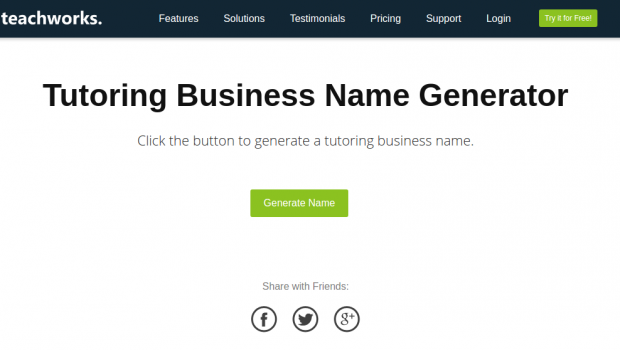 teachworks. Features Solutions Testimonials Pricing Support Login Try it for Free!
Tutoring Business Name Generator
Click the button to generate a tutoring business name.
Generate Name
Share with Friends:
f g+